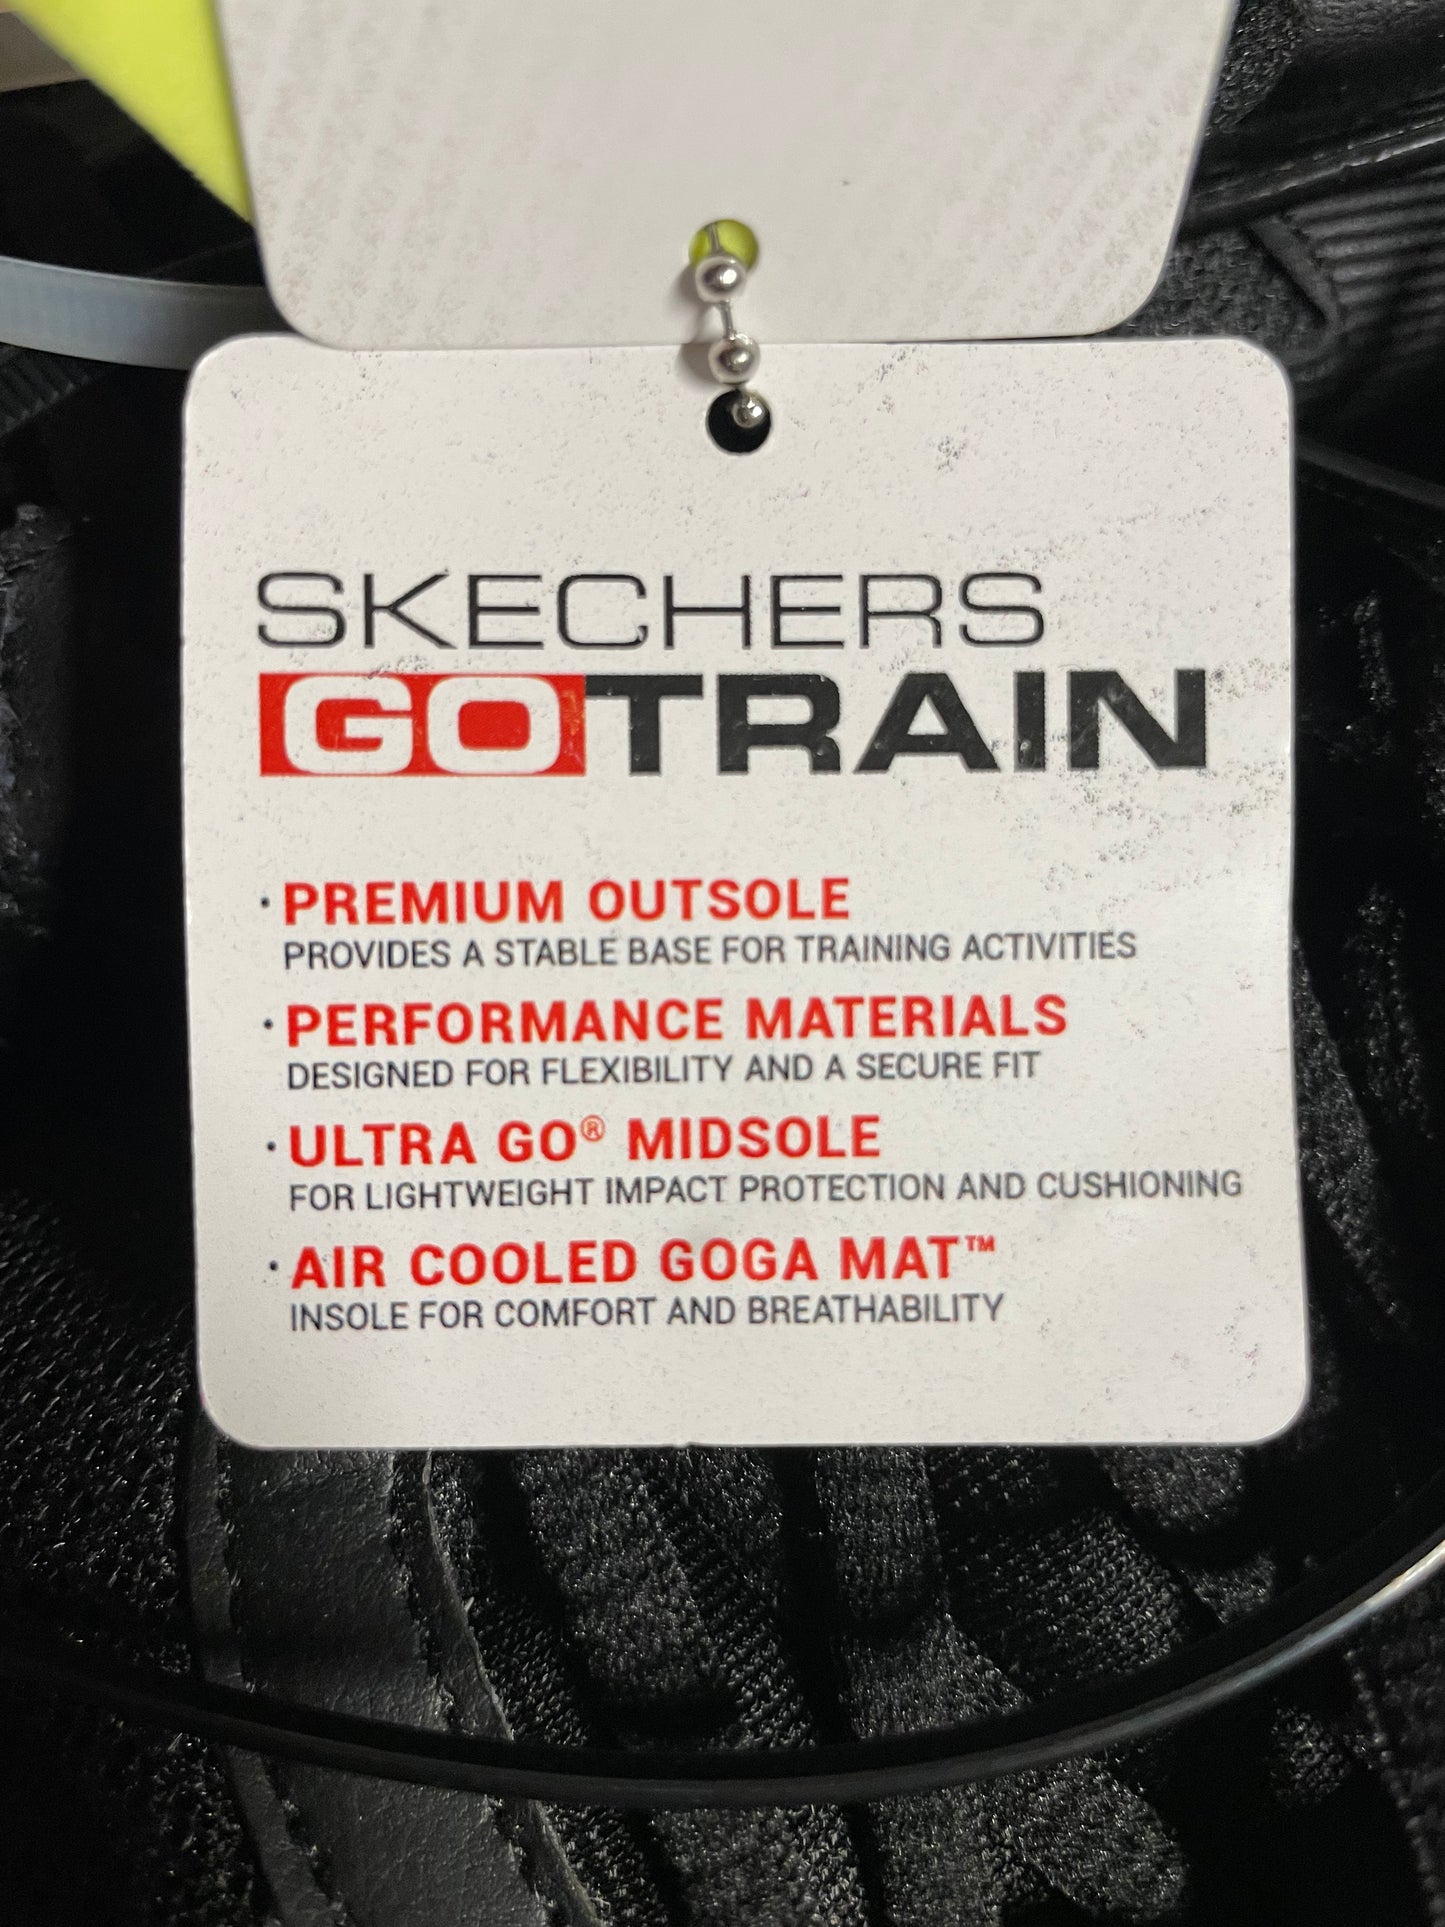 SKECHERS
GOTRAIN
· PREMIUM OUTSOLE
PROVIDES A STABLE BASE FOR TRAINING ACTIVITIES
· PERFORMANCE MATERIALS
DESIGNED FOR FLEXIBILITY AND A SECURE FIT
· ULTRA GO® MIDSOLE
FOR LIGHTWEIGHT IMPACT PROTECTION AND CUSHIONING
· AIR COOLED GOGA MAT™
INSOLE FOR COMFORT AND BREATHABILITY